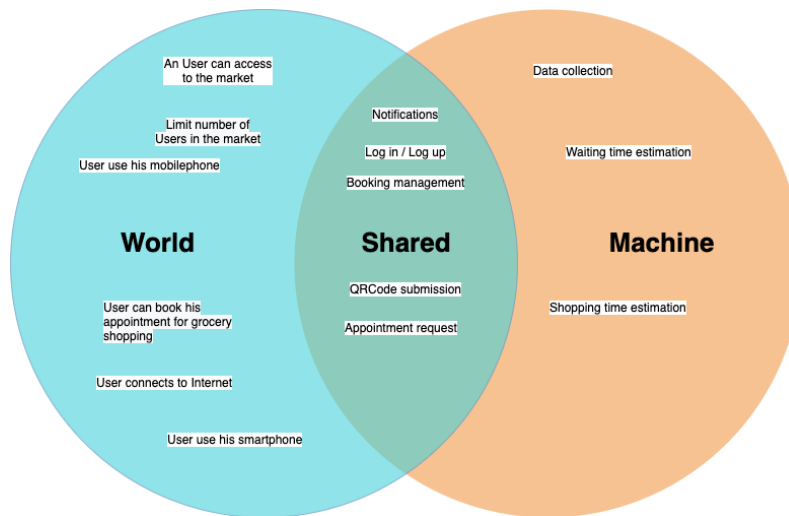 An User can access
to the market
Limit number of
Users in the market
User use his mobilephone
World
User can book his
appointment for grocery
shopping
User connects to Internet
User use his smartphone
Notifications
Log in / Log up
Booking management
Shared
QRCode submission
Appointment request
Data collection
Waiting time estimation
Machine
Shopping time estimation